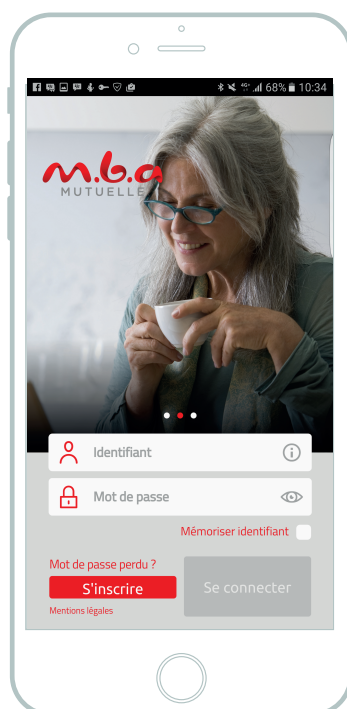 4G+ 68% 10:34
m.b.a
MUTUELLE
Identifiant
Mot de passe
Mémoriser identifiant
Mot de passe perdu ?
S'inscrire
Se connecter
Mentions légales